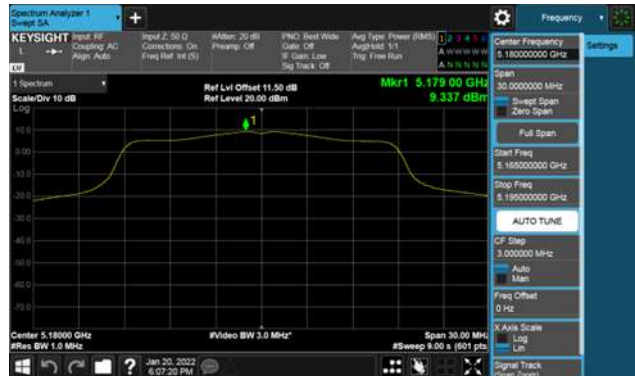 Spectrum Analyzer 1
Swept SA
Frequency
KEYSIGHT
Input: RF
Coupling: AC
Align: Auto
Input Z: 50 Ω
Corrections: On
Freq Ref: Int (S)
#Atten: 20 dB
Preamp: Off
PNO: Best Wide
Gate: Off
IF Gain: Low
Sig Track: Off
Avg Type: Power (RMS)
Avg|Hold: 1/1
Trig: Free Run
1 2 3 4 5 6
A W W W W W
A N N N N N
L
1 Spectrum
Scale/Div 10 dB
Log
Ref Lvl Offset 11.50 dB
Ref Level 20.00 dBm
Mkr1 5.179 00 GHz
9.337 dBm
1
10.0
0.00
-10.0
-20.0
-30.0
-40.0
-50.0
-60.0
-70.0
Center 5.18000 GHz
#Res BW 1.0 MHz
#Video BW 3.0 MHz*
Span 30.00 MHz
#Sweep 9.00 s (601 pts
Jan 20, 2022
6:07:20 PM
Center Frequency
5.180000000 GHz
Settings
Span
30.0000000 MHz
Swept Span
Zero Span
Full Span
Start Freq
5.165000000 GHz
Stop Freq
5.195000000 GHz
AUTO TUNE
CF Step
3.000000 MHz
Auto
Man
Freq Offset
0 Hz
X Axis Scale
Log
Lin
Signal Track
(Span Zoom)